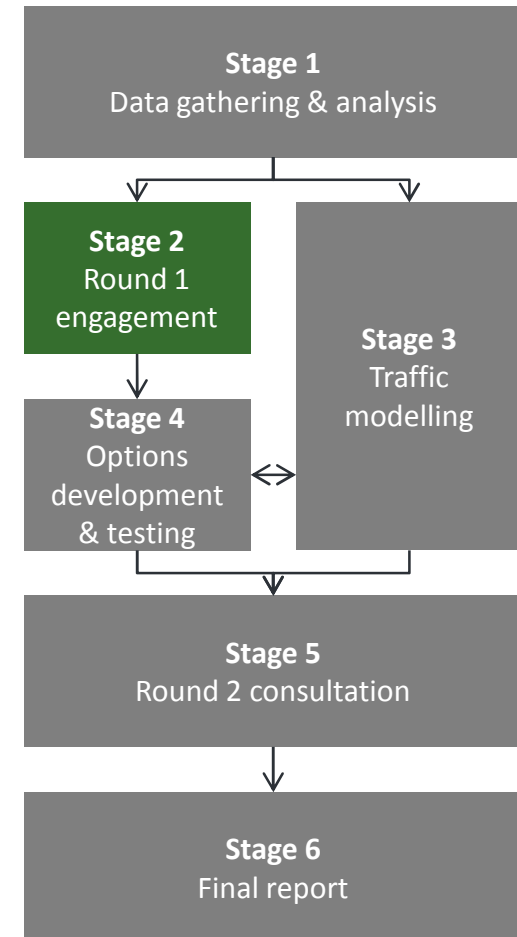 Stage 1
Data gathering & analysis
Stage 2
Round 1
engagement
Stage 3
Traffic
modelling
Stage 4
Options
development
& testing
Stage 5
Round 2 consultation
Stage 6
Final report